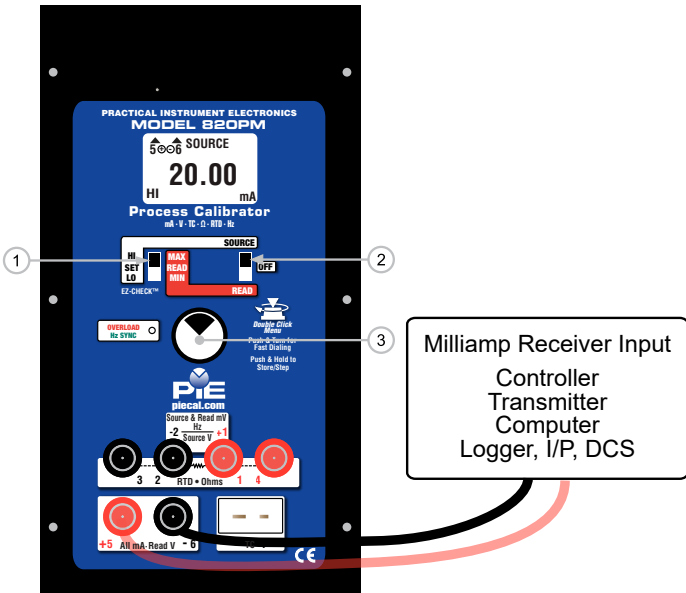 PRACTICAL INSTRUMENT ELECTRONICS
MODEL 820PM
5 6 SOURCE
20.00
HI mA
Process Calibrator
mA - V - TC - Ω - RTD - Hz
SOURCE
1
HI
SET
LO
MAX
READ
MIN
OFF
2
EZ-CHECK™
READ
OVERLOAD
Hz SYNC
Double Click
Menu
Push & Turn for
Fast Dialing
Push & Hold to
Store/Step
3
PIE
piecal.com
Source & Read mV
Hz
-2 Source V +1
3 2 RTD • Ohms 1 4
+5 All mA- Read V - 6
CE
Milliamp Receiver Input
Controller
Transmitter
Computer
Logger, I/P, DCS